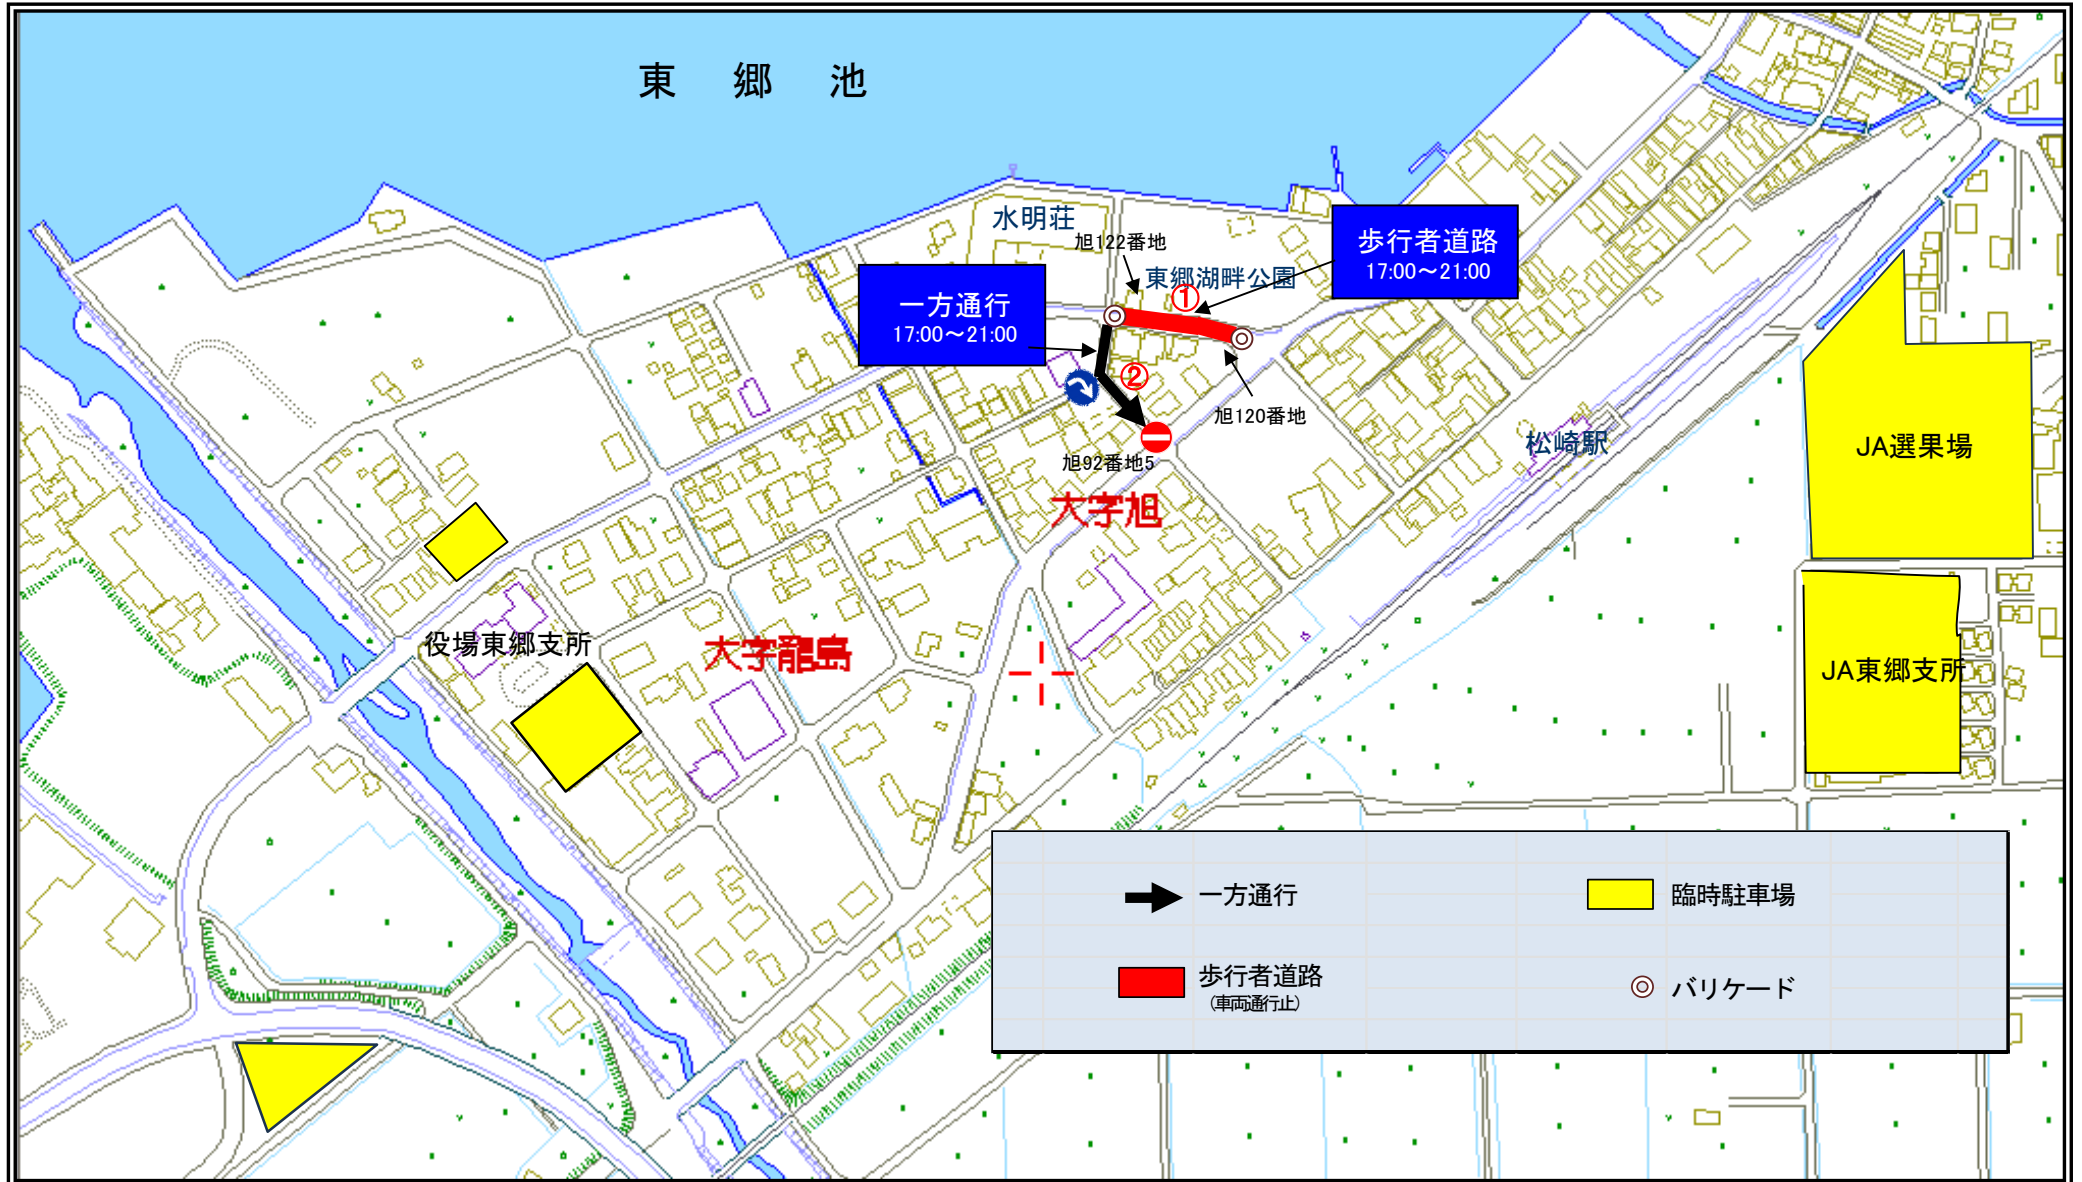 東 郷 池
水明荘
旭122番地
東郷湖畔公園
歩行者道路
17:00～21:00
一方通行
17:00～21:00
①
②
旭120番地
旭92番地5
松崎駅
JA選果場
大字旭
役場東郷支所
大字龍島
JA東郷支所
一方通行
臨時駐車場
歩行者道路
(車両通行止)
バリケード